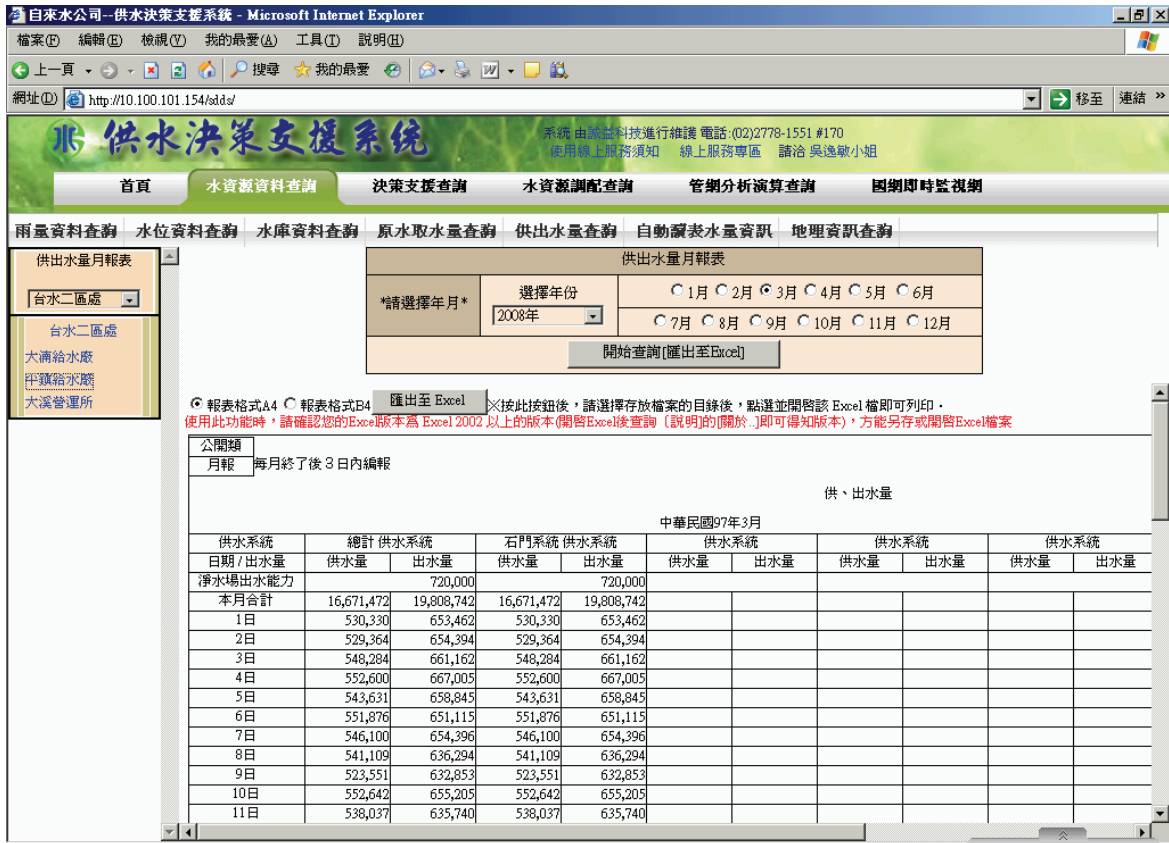 自來水公司--供水決策支援系統 - Microsoft Internet Explorer
檔案(F) 編輯(E) 檢視(V) 我的最愛(A) 工具(T) 說明(H)
上一頁 搜尋 我的最愛
網址(D) http://10.100.101.154/sdds/ 移至 連結 »
供水決策支援系統
系統 由誠益科技進行維護 電話:(02)2778-1551 #170
使用線上服務須知 線上服務專區 請洽 吳逸敏小姐
首頁 水資源資料查詢 決策支援查詢 水資源調配查詢 管網分析演算查詢 國網即時監視網
雨量資料查詢 水位資料查詢 水庫資料查詢 原水取水量查詢 供出水量查詢 自動讀表水量資訊 地理資訊查詢
供出水量月報表
台水二區處
台水二區處
大湳給水廠
平鎮給水廠
大溪營運所
供出水量月報表
*請選擇年月*
選擇年份
2008年
1月 2月 3月 4月 5月 6月
7月 8月 9月 10月 11月 12月
開始查詢[匯出至Excel]
報表格式A4 報表格式B4 匯出至 Excel ※按此按鈕後，請選擇存放檔案的目錄後，點選並開啓該 Excel 檔即可列印．
使用此功能時，請確認您的Excel版本為 Excel 2002 以上的版本(開啓Excel後查詢〔說明]的[關於..]即可得知版本)，方能另存或開啓Excel檔案
公開類
月報 每月終了後３日內編報
供、出水量
中華民國97年3月
供水系統 總計 供水系統 石門系統 供水系統 供水系統 供水系統 供水系統
日期 / 出水量 供水量 出水量 供水量 出水量 供水量 出水量 供水量 出水量 供水量 出水量
淨水場出水能力 720,000 720,000
本月合計 16,671,472 19,808,742 16,671,472 19,808,742
1日 530,330 653,462 530,330 653,462
2日 529,364 654,394 529,364 654,394
3日 548,284 661,162 548,284 661,162
4日 552,600 667,005 552,600 667,005
5日 543,631 658,845 543,631 658,845
6日 551,876 651,115 551,876 651,115
7日 546,100 654,396 546,100 654,396
8日 541,109 636,294 541,109 636,294
9日 523,551 632,853 523,551 632,853
10日 552,642 655,205 552,642 655,205
11日 538,037 635,740 538,037 635,740